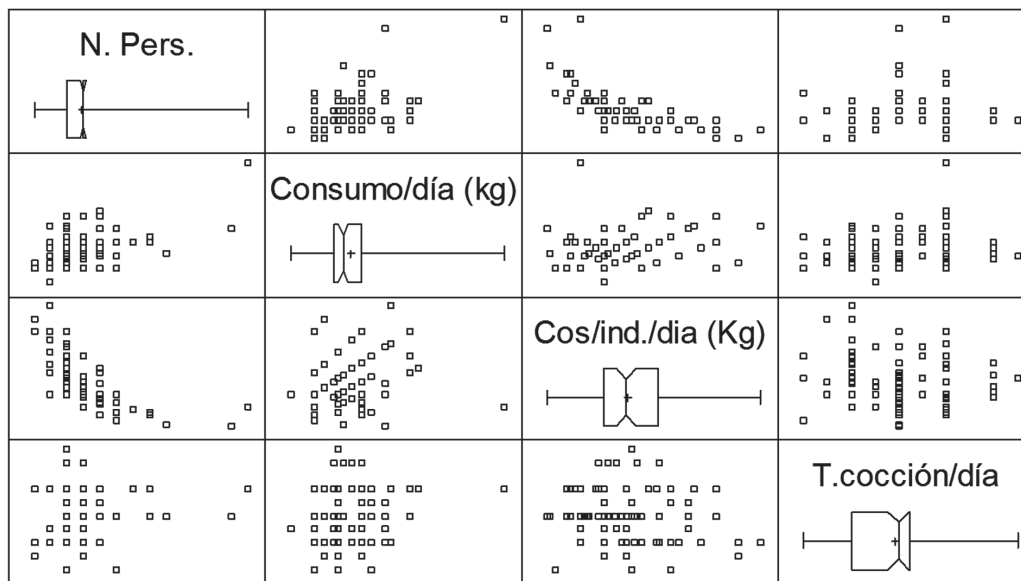 N. Pers.
Consumo/día (kg)
Cos/ind./dia (Kg)
T.cocción/día